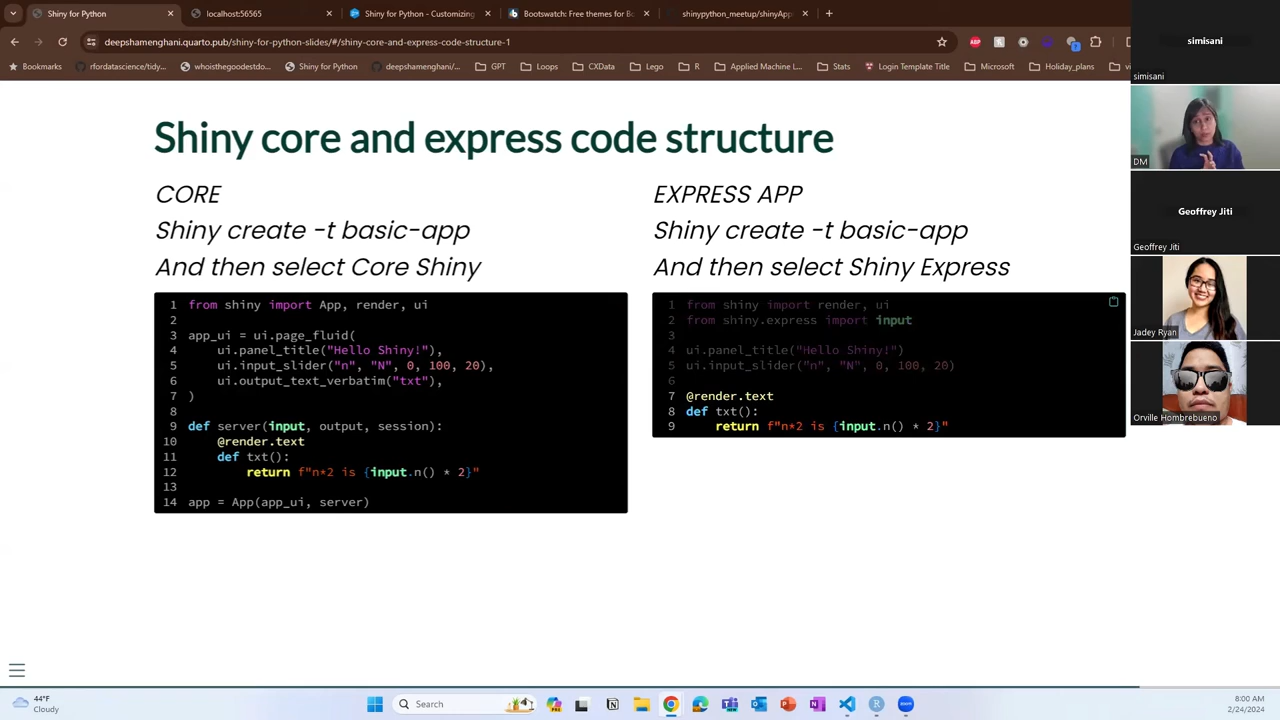 Shiny for Python
localhost:56565
Shiny for Python - Customizing
Bootswatch: Free themes for Bo
shinypython_meetup/shinyApp
deepshamenghani.quarto.pub/shiny-for-python-slides/#/shiny-core-and-express-code-structure-1
Bookmarks
rfordatascience/tidy...
whoisthegoodestdo...
Shiny for Python
deepshamenghani/...
GPT
Loops
CXData
Lego
R
Applied Machine L...
Stats
Login Template Title
Microsoft
Holiday_plans
simisani
simisani
DM
Geoffrey Jiti
Geoffrey Jiti
Jadey Ryan
Orville Hombrebueno
Shiny core and express code structure
CORE
Shiny create -t basic-app
And then select Core Shiny
1 from shiny import App, render, ui
2
3 app_ui = ui.page_fluid(
4     ui.panel_title("Hello Shiny!"),
5     ui.input_slider("n", "N", 0, 100, 20),
6     ui.output_text_verbatim("txt"),
7 )
8
9 def server(input, output, session):
10     @render.text
11     def txt():
12         return f"n*2 is {input.n() * 2}"
13
14 app = App(app_ui, server)
EXPRESS APP
Shiny create -t basic-app
And then select Shiny Express
1 from shiny import render, ui
2 from shiny.express import input
3
4 ui.panel_title("Hello Shiny!")
5 ui.input_slider("n", "N", 0, 100, 20)
6
7 @render.text
8 def txt():
9     return f"n*2 is {input.n() * 2}"
44°F
Cloudy
Search
8:00 AM
2/24/2024